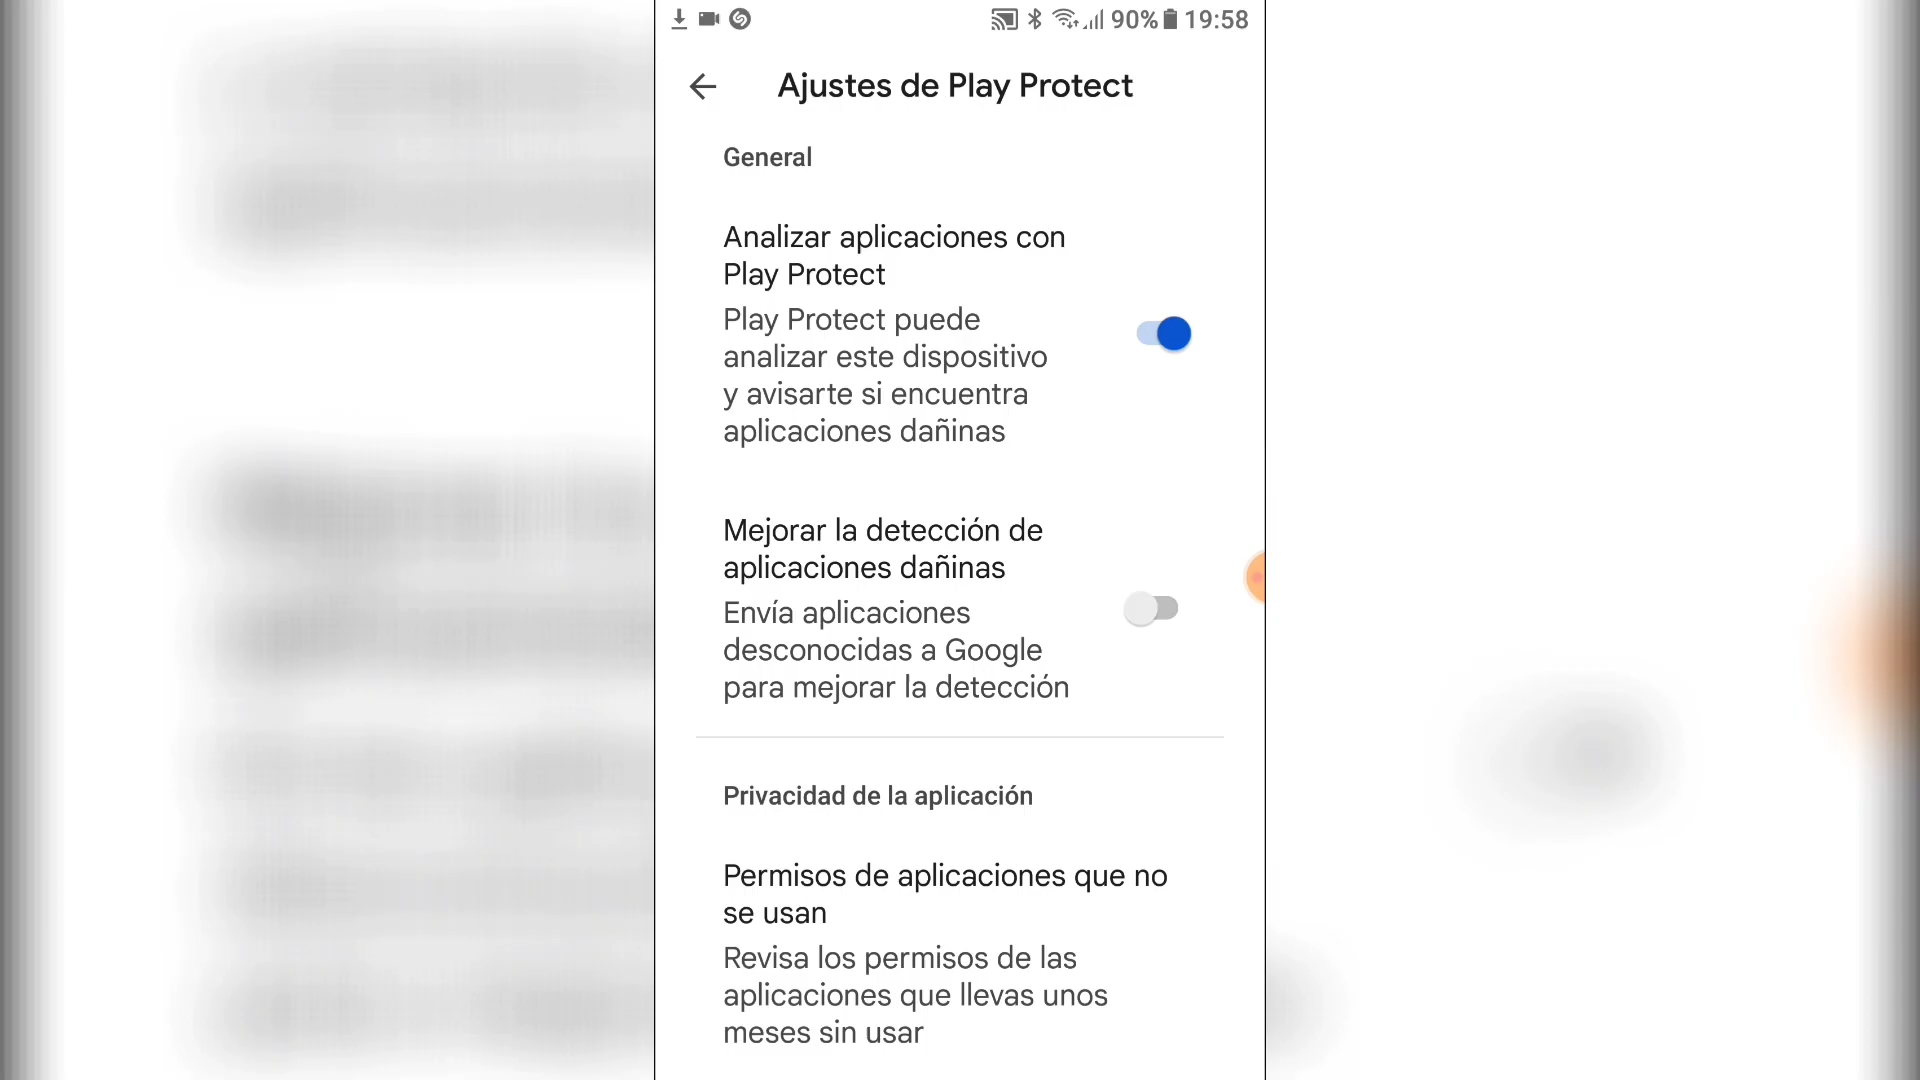 90% 19:58
Ajustes de Play Protect
General
Analizar aplicaciones con
Play Protect
Play Protect puede
analizar este dispositivo
y avisarte si encuentra
aplicaciones dañinas
Mejorar la detección de
aplicaciones dañinas
Envía aplicaciones
desconocidas a Google
para mejorar la detección
Privacidad de la aplicación
Permisos de aplicaciones que no
se usan
Revisa los permisos de las
aplicaciones que llevas unos
meses sin usar